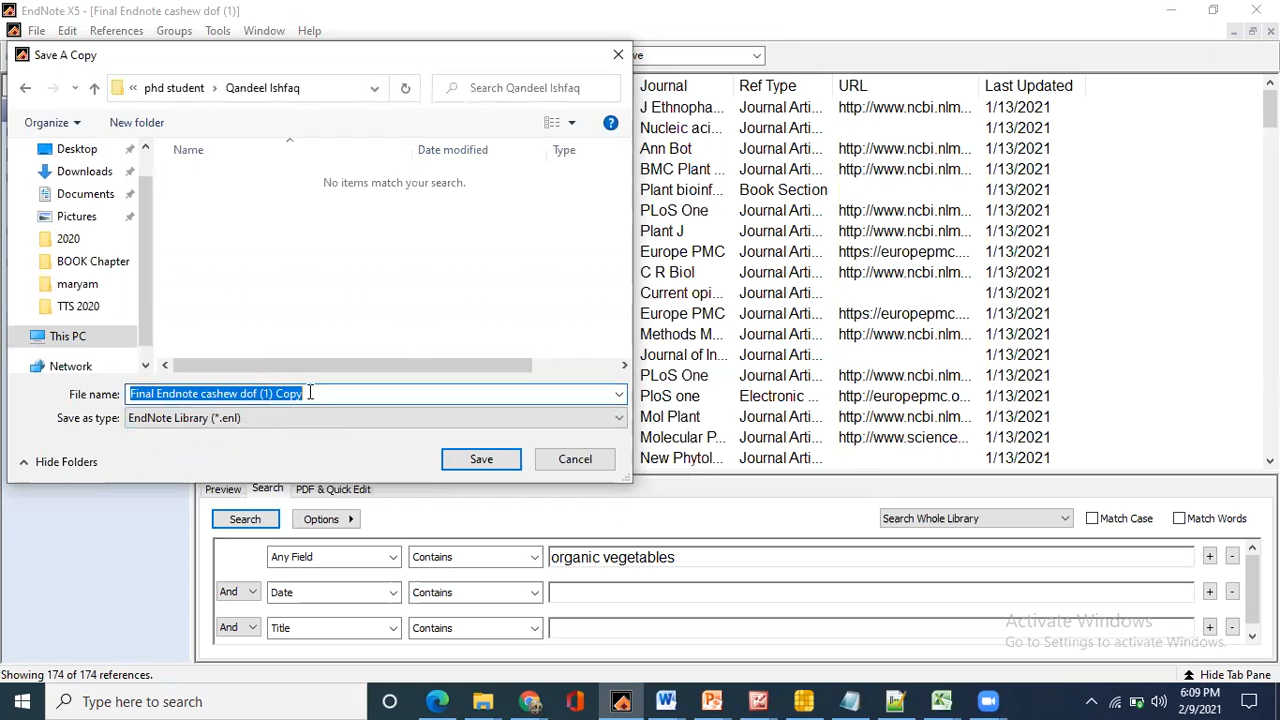 EndNote X5 - [Final Endnote cashew dof (1)]
File Edit References Groups Tools Window Help
Save A Copy
« phd student > Qandeel Ishfaq
Search Qandeel Ishfaq
Organize
New folder
Name Date modified Type
No items match your search.
Desktop
Downloads
Documents
Pictures
2020
BOOK Chapter
maryam
TTS 2020
This PC
Network
File name: Final Endnote cashew dof (1) Copy
Save as type: EndNote Library (*.enl)
Hide Folders
Save
Cancel
Journal Ref Type URL Last Updated
J Ethnopha... Journal Arti... http://www.ncbi.nlm... 1/13/2021
Nucleic aci... Journal Arti... 1/13/2021
Ann Bot Journal Arti... http://www.ncbi.nlm... 1/13/2021
BMC Plant ... Journal Arti... http://www.ncbi.nlm... 1/13/2021
Plant bioinf... Book Section 1/13/2021
PLoS One Journal Arti... http://www.ncbi.nlm... 1/13/2021
Plant J Journal Arti... http://www.ncbi.nlm... 1/13/2021
Europe PMC Journal Arti... https://europepmc.... 1/13/2021
C R Biol Journal Arti... http://www.ncbi.nlm... 1/13/2021
Current opi... Journal Arti... 1/13/2021
Europe PMC Journal Arti... https://europepmc.... 1/13/2021
Methods M... Journal Arti... http://www.ncbi.nlm... 1/13/2021
Journal of In... Journal Arti... 1/13/2021
PLoS One Journal Arti... http://www.ncbi.nlm... 1/13/2021
PloS one Electronic ... http://europepmc.o... 1/13/2021
Mol Plant Journal Arti... http://www.ncbi.nlm... 1/13/2021
Molecular P... Journal Arti... http://www.science... 1/13/2021
New Phytol... Journal Arti... 1/13/2021
Preview Search PDF & Quick Edit
Search Options Search Whole Library Match Case Match Words
Any Field Contains organic vegetables + -
And Date Contains + -
And Title Contains + -
Activate Windows
Go to Settings to activate Windows.
Showing 174 of 174 references.
Hide Tab Pane
Type here to search
6:09 PM
2/9/2021